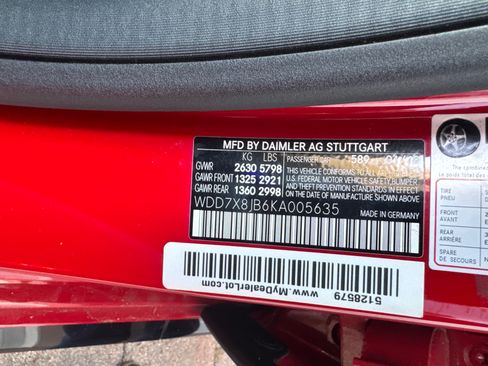 MFD BY DAIMLER AG STUTTGART
KG LBS
GVWR 2630 5798
GAWR FRT 1325 2921
GAWR RR 1360 2998
PASSENGER CAR 589
THIS VEHICLE CONFORMS TO ALL APPLICABLE
U.S. FEDERAL MOTOR VEHICLE SAFETY, BUMPER
AND THEFT PREVENTION STANDARDS IN EFFECT
ON THE DATE OF MANUFACTURE SHOWN ABOVE.
WDD7X8JB6KA005635
MADE IN GERMANY
www.MyDealerLot.com
5128579
TIRE
PNEU
FRONT
AVANT
REAR
ARRIÈRE
SPARE
DE SECOURS